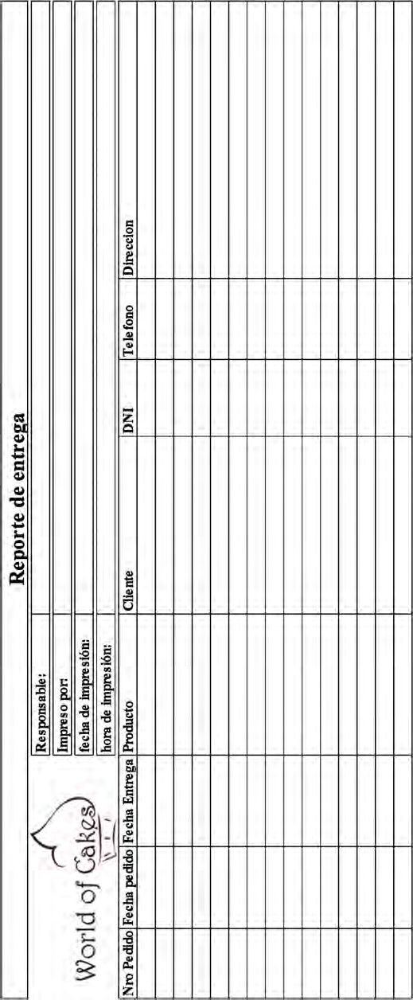 Reporte de entrega
World of Cakes
Responsable:
Impreso por:
fecha de impresión:
hora de impresión:
Nro Pedido Fecha pedido Fecha Entrega Producto Cliente DNI Telefono Direccion